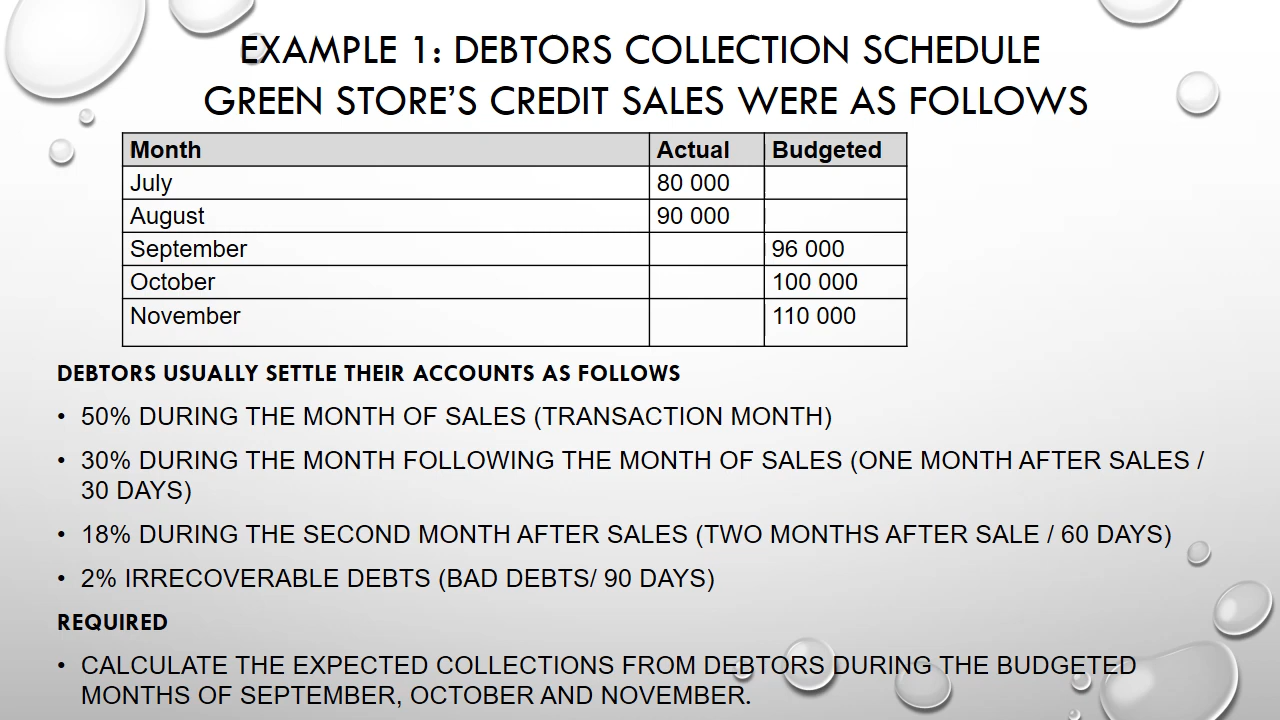 EXAMPLE 1: DEBTORS COLLECTION SCHEDULE
GREEN STORE'S CREDIT SALES WERE AS FOLLOWS
Month Actual Budgeted
July 80 000
August 90 000
September 96 000
October 100 000
November 110 000
DEBTORS USUALLY SETTLE THEIR ACCOUNTS AS FOLLOWS
• 50% DURING THE MONTH OF SALES (TRANSACTION MONTH)
• 30% DURING THE MONTH FOLLOWING THE MONTH OF SALES (ONE MONTH AFTER SALES /
30 DAYS)
• 18% DURING THE SECOND MONTH AFTER SALES (TWO MONTHS AFTER SALE / 60 DAYS)
• 2% IRRECOVERABLE DEBTS (BAD DEBTS/ 90 DAYS)
REQUIRED
• CALCULATE THE EXPECTED COLLECTIONS FROM DEBTORS DURING THE BUDGETED
MONTHS OF SEPTEMBER, OCTOBER AND NOVEMBER.